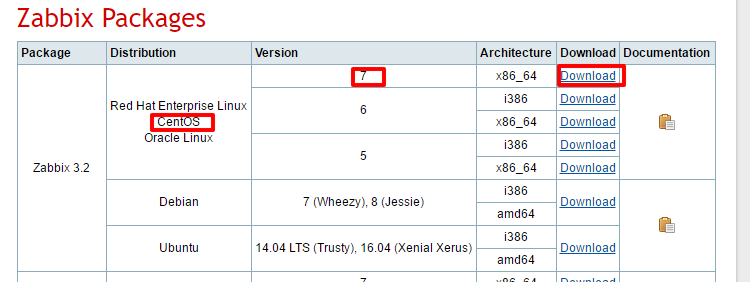 Zabbix Packages
Package Distribution Version Architecture Download Documentation
Zabbix 3.2
Red Hat Enterprise Linux
CentOS
Oracle Linux
7 x86_64 Download
6 i386 Download
x86_64 Download
5 i386 Download
x86_64 Download
Debian 7 (Wheezy), 8 (Jessie) i386 Download
amd64
Ubuntu 14.04 LTS (Trusty), 16.04 (Xenial Xerus) i386 Download
amd64
7 x86_64 Download